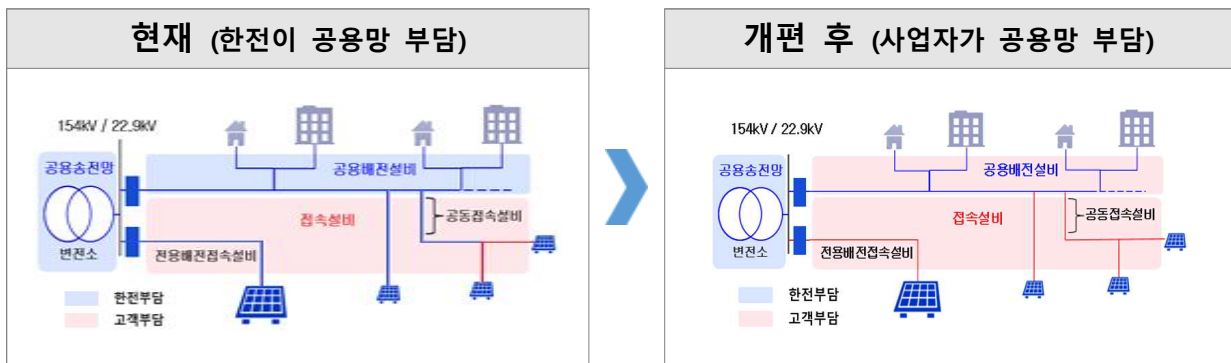 현재 (한전이 공용망 부담)
154kV / 22.9kV
공용송전망
공용배전설비
접속설비
공동접속설비
변전소
전용배전접속설비
한전부담
고객부담
개편 후 (사업자가 공용망 부담)
154kV / 22.9kV
공용송전망
공용배전설비
접속설비
공동접속설비
변전소
전용배전접속설비
한전부담
고객부담